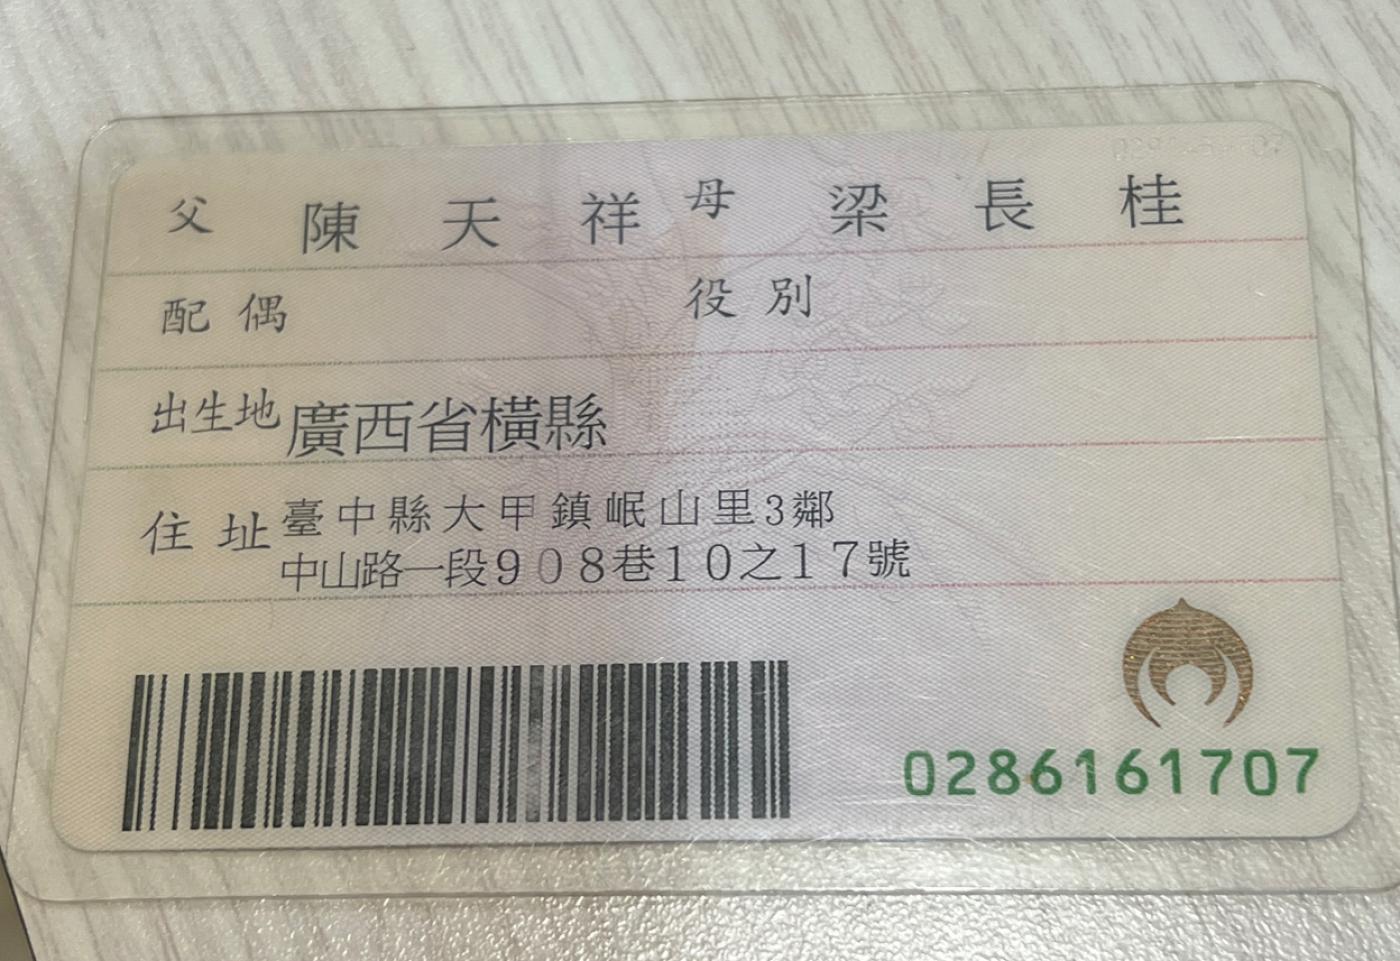 父 陳天祥 母 梁長桂
配偶 役別
出生地 廣西省橫縣
住址 臺中縣大甲鎮岷山里3鄰
中山路一段908巷10之17號
0286161707